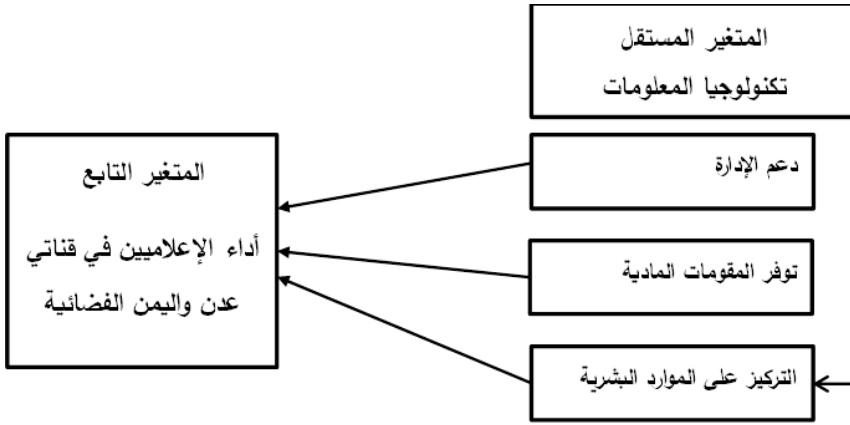 المتغير المستقل
تكنولوجيا المعلومات
دعم الإدارة
توفر المقومات المادية
التركيز على الموارد البشرية
المتغير التابع
أداء الإعلاميين في قناتي
عدن واليمن الفضائية